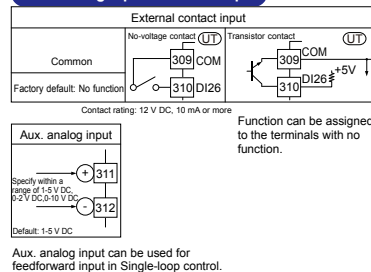 External contact input
No-voltage contact UT
Transistor contact UT
Common
309 COM
309 COM
+5V
Factory default: No function
310 DI26
310 DI26
Contact rating: 12 V DC, 10 mA or more
Function can be assigned
to the terminals with no
function.
Aux. analog input
+ 311
Specify within a
range of 1-5 V DC,
0-2 V DC,0-10 V DC
- 312
Default: 1-5 V DC
Aux. analog input can be used for
feedforward input in Single-loop control.